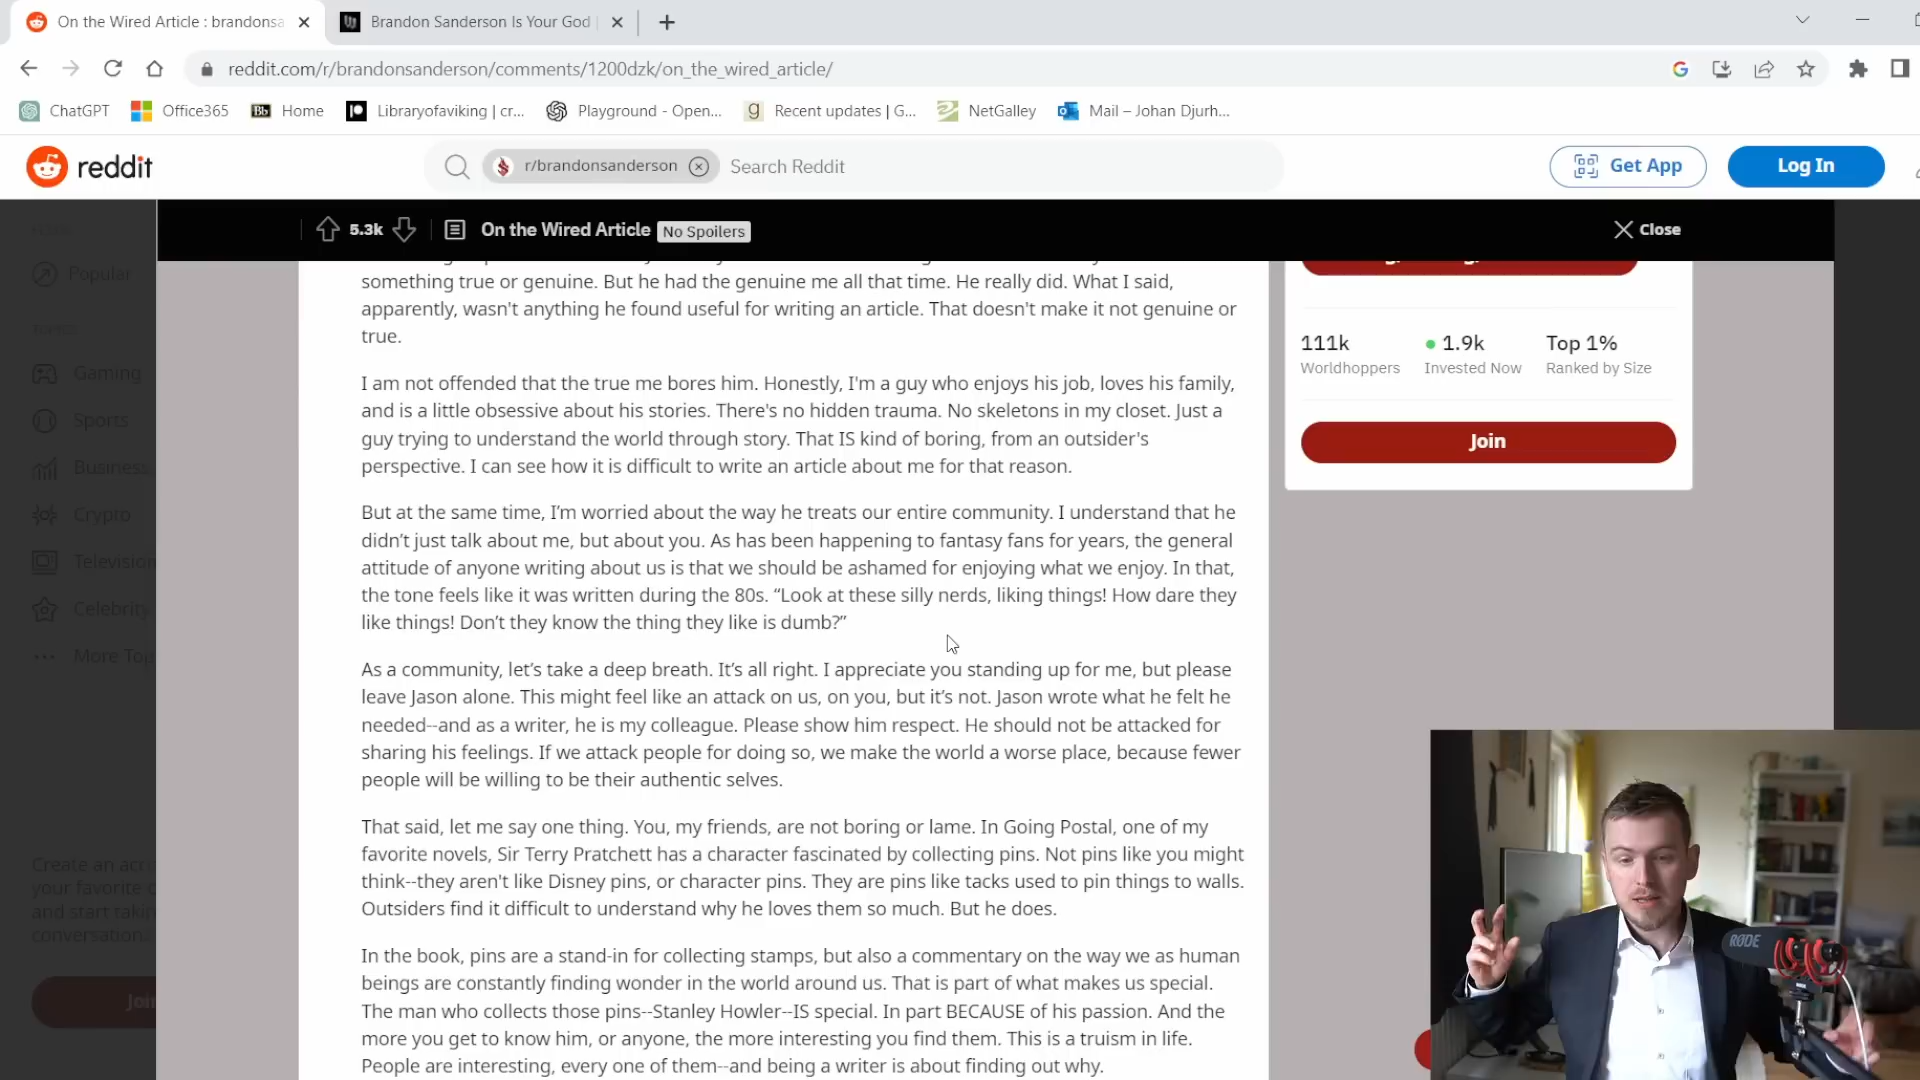 On the Wired Article : brandonsa
Brandon Sanderson Is Your God
reddit.com/r/brandonsanderson/comments/1200dzk/on_the_wired_article/
ChatGPT
Office365
Bb Home
Libraryofaviking | cr...
Playground - Open...
g Recent updates | G...
NetGalley
Mail – Johan Djurh...
reddit
r/brandonsanderson
Search Reddit
Get App
Log In
5.3k
On the Wired Article No Spoilers
Close
something true or genuine. But he had the genuine me all that time. He really did. What I said,
apparently, wasn't anything he found useful for writing an article. That doesn't make it not genuine or
true.
I am not offended that the true me bores him. Honestly, I'm a guy who enjoys his job, loves his family,
and is a little obsessive about his stories. There's no hidden trauma. No skeletons in my closet. Just a
guy trying to understand the world through story. That IS kind of boring, from an outsider's
perspective. I can see how it is difficult to write an article about me for that reason.
But at the same time, I’m worried about the way he treats our entire community. I understand that he
didn’t just talk about me, but about you. As has been happening to fantasy fans for years, the general
attitude of anyone writing about us is that we should be ashamed for enjoying what we enjoy. In that,
the tone feels like it was written during the 80s. “Look at these silly nerds, liking things! How dare they
like things! Don’t they know the thing they like is dumb?”
As a community, let’s take a deep breath. It’s all right. I appreciate you standing up for me, but please
leave Jason alone. This might feel like an attack on us, on you, but it’s not. Jason wrote what he felt he
needed--and as a writer, he is my colleague. Please show him respect. He should not be attacked for
sharing his feelings. If we attack people for doing so, we make the world a worse place, because fewer
people will be willing to be their authentic selves.
That said, let me say one thing. You, my friends, are not boring or lame. In Going Postal, one of my
favorite novels, Sir Terry Pratchett has a character fascinated by collecting pins. Not pins like you might
think--they aren't like Disney pins, or character pins. They are pins like tacks used to pin things to walls.
Outsiders find it difficult to understand why he loves them so much. But he does.
In the book, pins are a stand-in for collecting stamps, but also a commentary on the way we as human
beings are constantly finding wonder in the world around us. That is part of what makes us special.
The man who collects those pins--Stanley Howler--IS special. In part BECAUSE of his passion. And the
more you get to know him, or anyone, the more interesting you find them. This is a truism in life.
People are interesting, every one of them--and being a writer is about finding out why.
111k
Worldhoppers
1.9k
Invested Now
Top 1%
Ranked by Size
Join
Popular
TOPICS
Gaming
Sports
Business
Crypto
Television
Celebrity
More Top
Create an acc
your favorite c
and start takin
conversation.
Joi
RØDE